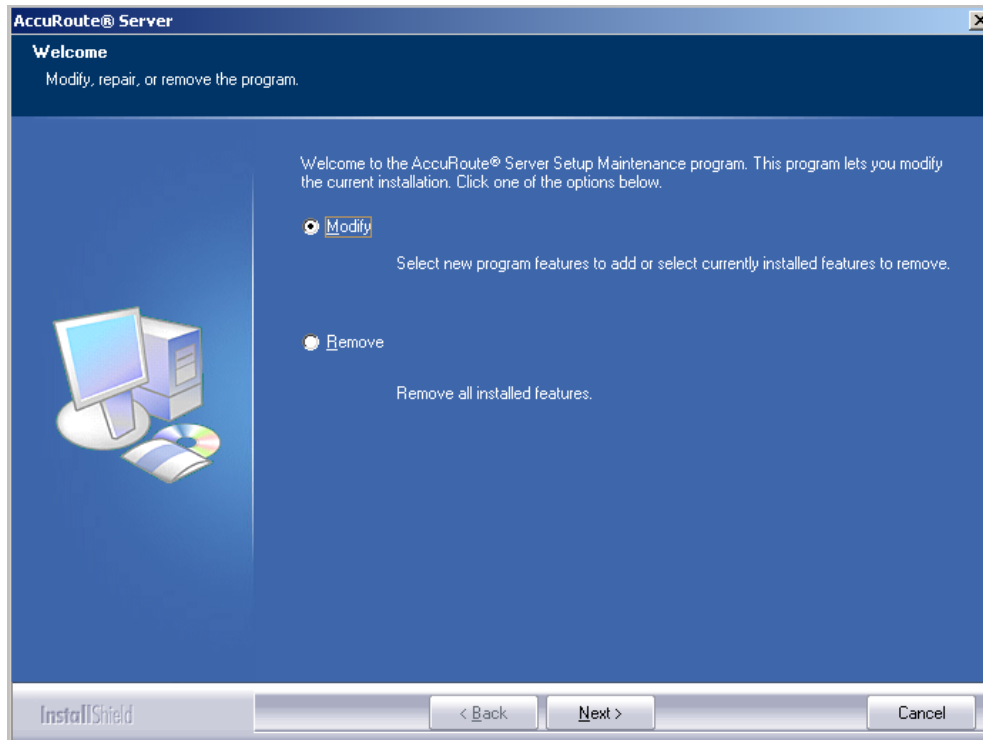 AccuRoute® Server
Welcome
Modify, repair, or remove the program.
Welcome to the AccuRoute® Server Setup Maintenance program. This program lets you modify
the current installation. Click one of the options below.
Modify
Select new program features to add or select currently installed features to remove.
Remove
Remove all installed features.
InstallShield
< Back
Next >
Cancel